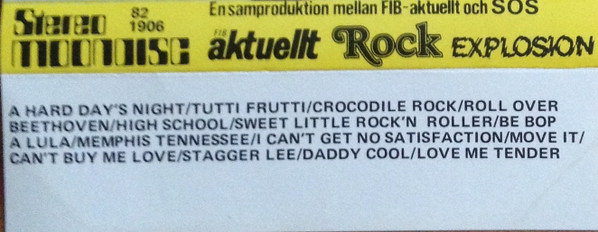 En samproduktion mellan FIB-aktuellt och SOS
Stereo 82
1906
MOONDISC FIB aktuellt Rock EXPLOSION
A HARD DAY'S NIGHT/TUTTI FRUTTI/CROCODILE ROCK/ROLL OVER
BEETHOVEN/HIGH SCHOOL/SWEET LITTLE ROCK'N ROLLER/BE BOP
A LULA/MEMPHIS TENNESSEE/I CAN'T GET NO SATISFACTION/MOVE IT/
CAN'T BUY ME LOVE/STAGGER LEE/DADDY COOL/LOVE ME TENDER